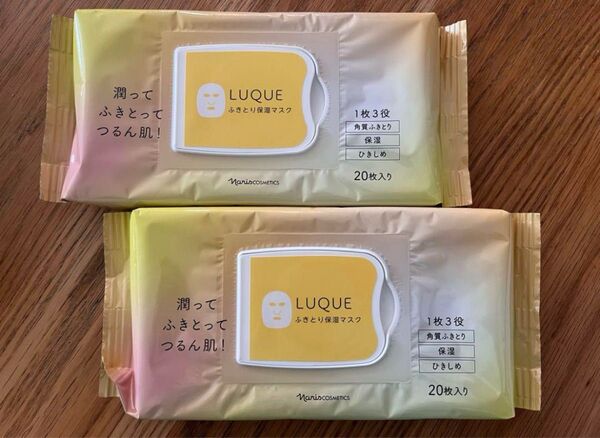 潤って
ふきとって
つるん肌！
LUQUE
ふきとり保湿マスク
1枚3役
角質ふきとり
保湿
ひきしめ
20枚入り
narisCOSMETICS
潤って
ふきとって
つるん肌！
LUQUE
ふきとり保湿マスク
1枚3役
角質ふきとり
保湿
ひきしめ
20枚入り
narisCOSMETICS